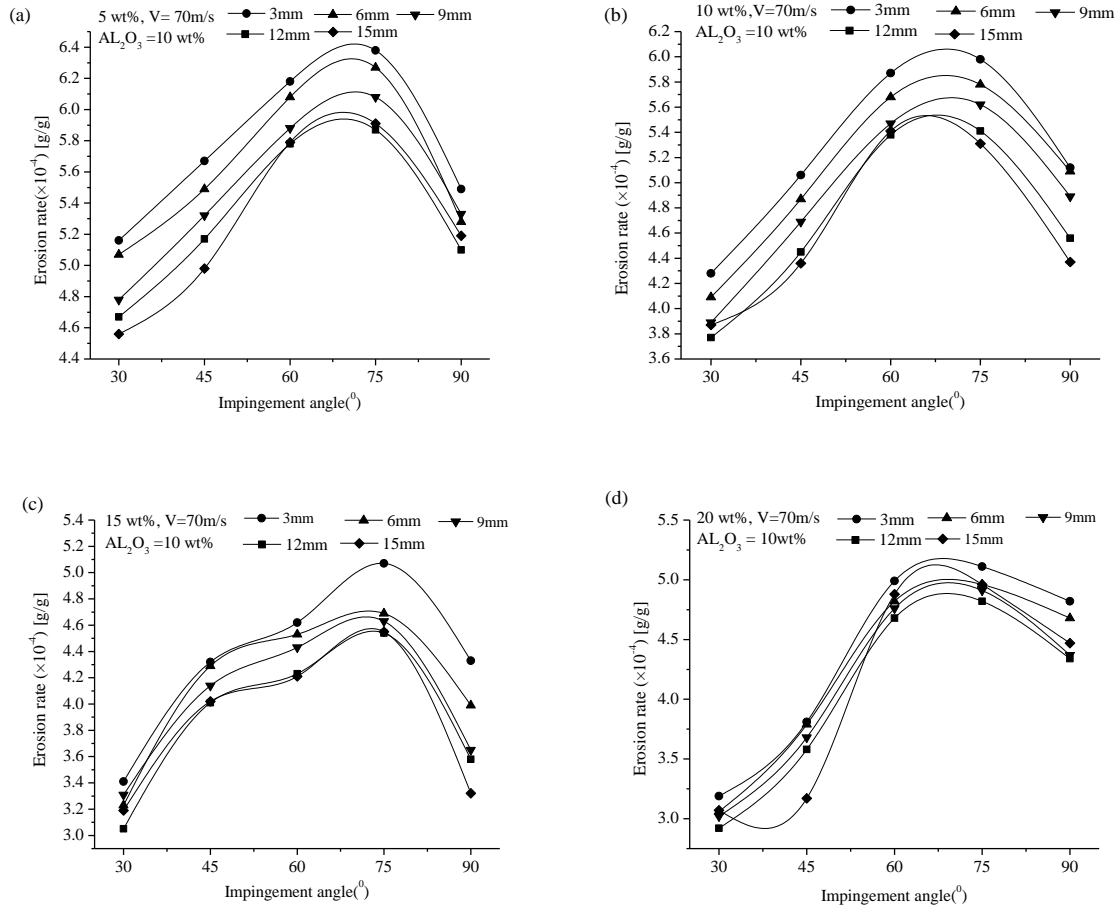 (a)
5 wt%, V= 70m/s 3mm 6mm 9mm
AL2O3 =10 wt% 12mm 15mm
6.4
6.2
6.0
5.8
5.6
5.4
5.2
5.0
4.8
4.6
4.4
Erosion rate(×10-4) [g/g]
30 45 60 75 90
Impingement angle(0)
(b)
10 wt%, V=70m/s 3mm 6mm 9mm
AL2O3 =10 wt% 12mm 15mm
6.2
6.0
5.8
5.6
5.4
5.2
5.0
4.8
4.6
4.4
4.2
4.0
3.8
3.6
Erosion rate (×10-4) [g/g]
30 45 60 75 90
Impingement angle(0)
(c)
15 wt%, V=70m/s 3mm 6mm 9mm
AL2O3 =10 wt% 12mm 15mm
5.4
5.2
5.0
4.8
4.6
4.4
4.2
4.0
3.8
3.6
3.4
3.2
3.0
Erosion rate (×10-4) [g/g]
30 45 60 75 90
Impingement angle(0)
(d)
20 wt%, V=70m/s 3mm 6mm 9mm
AL2O3 = 10wt% 12mm 15mm
5.5
5.0
4.5
4.0
3.5
3.0
2.5
Erosion rate (×10-4) [g/g]
30 45 60 75 90
Impingement angle(0)